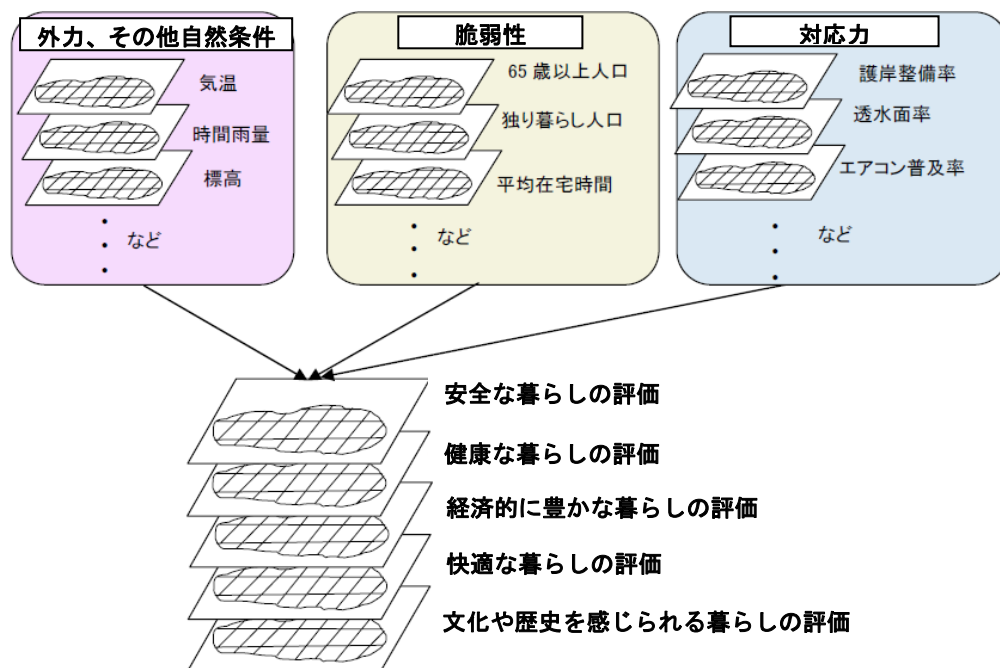 外力、その他自然条件
気温
時間雨量
標高
など
脆弱性
65 歳以上人口
独り暮らし人口
平均在宅時間
など
対応力
護岸整備率
透水面率
エアコン普及率
など
安全な暮らしの評価
健康な暮らしの評価
経済的に豊かな暮らしの評価
快適な暮らしの評価
文化や歴史を感じられる暮らしの評価